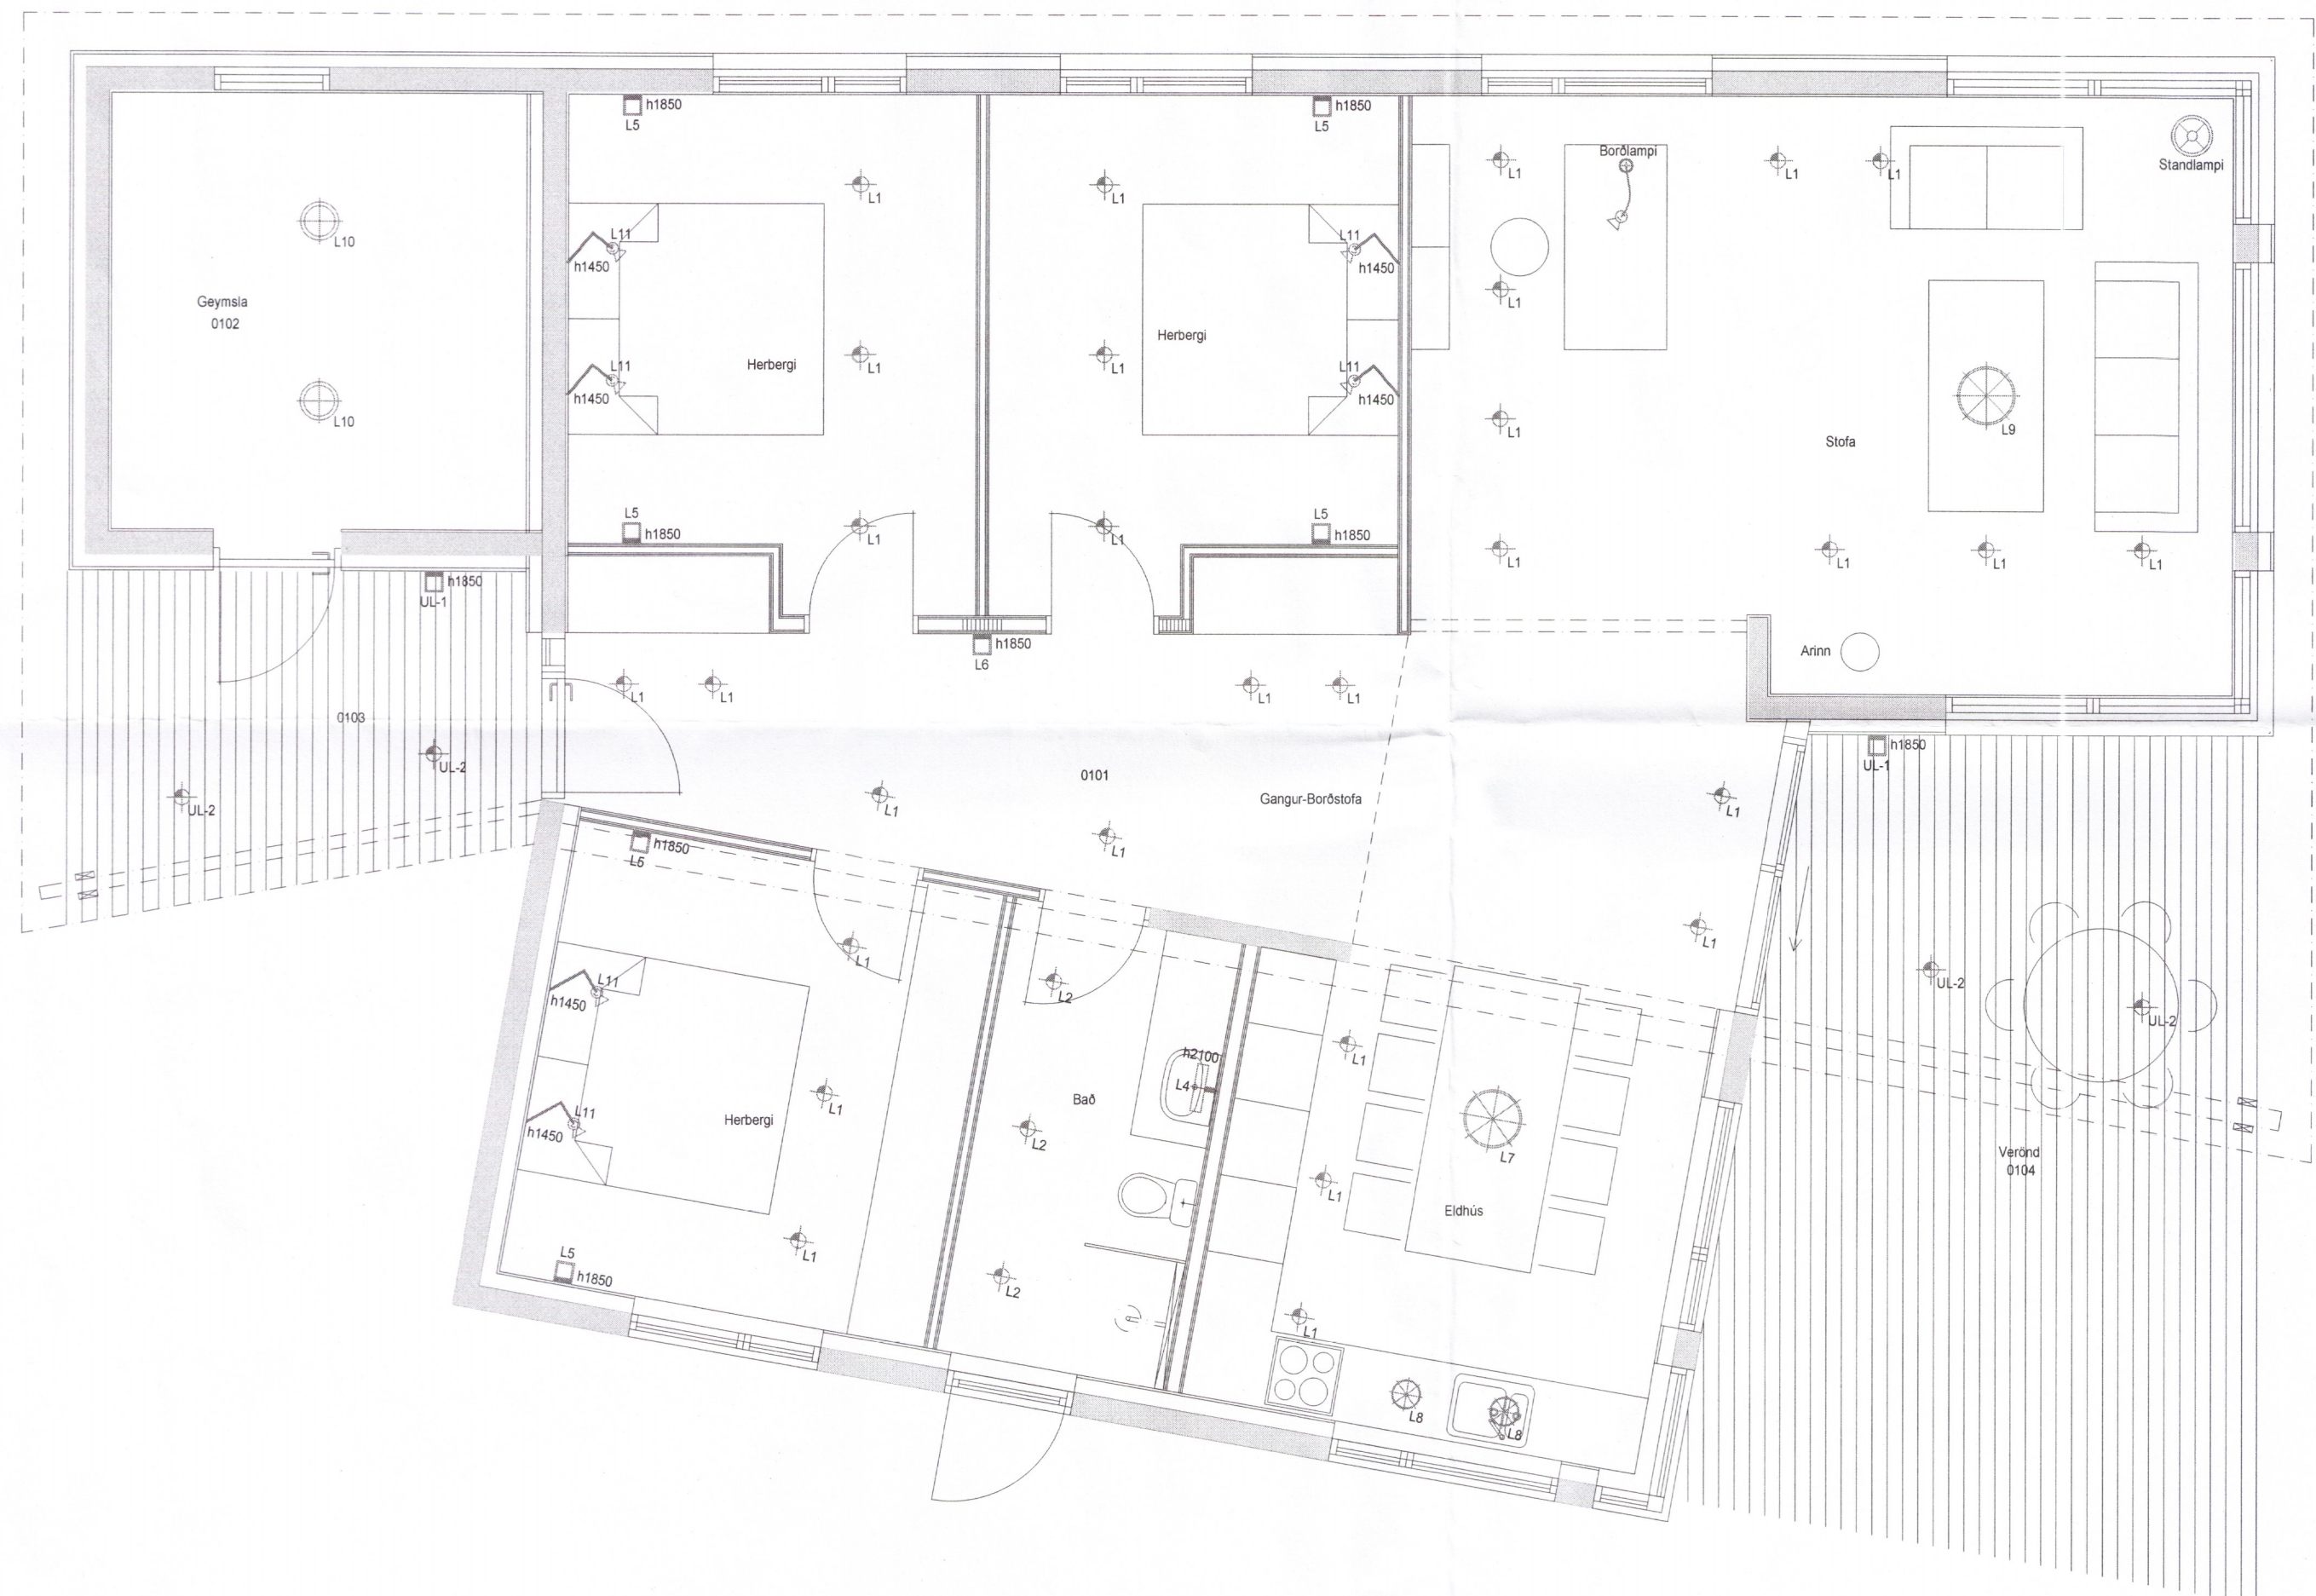 h1850
L5
h1850
L5
Borðlampi
L1
L1
L1
Standlampi
L1
L1
L10
L11
h1450
L11
h1450
Geymsla
0102
L1
Herbergi
L1
Herbergi
L1
L11
h1450
L11
h1450
L10
L1
L9
Stofa
L5
h1850
L1
L1
L5
h1850
L1
L1
L1
L1
h1850
UL-1
h1850
L6
Arinn
L1
L1
L1
L1
0103
UL-2
UL-2
0101
Gangur-Borðstofa
L1
L1
L1
h1850
UL-1
h1850
L5
L1
L1
L2
UL-2
UL-2
L11
h1450
L11
h1450
Herbergi
L1
Bað
L2
h2100
L4
L1
L7
L1
Eldhús
Verönd
0104
L5
h1850
L1
L2
L1
L8
L8